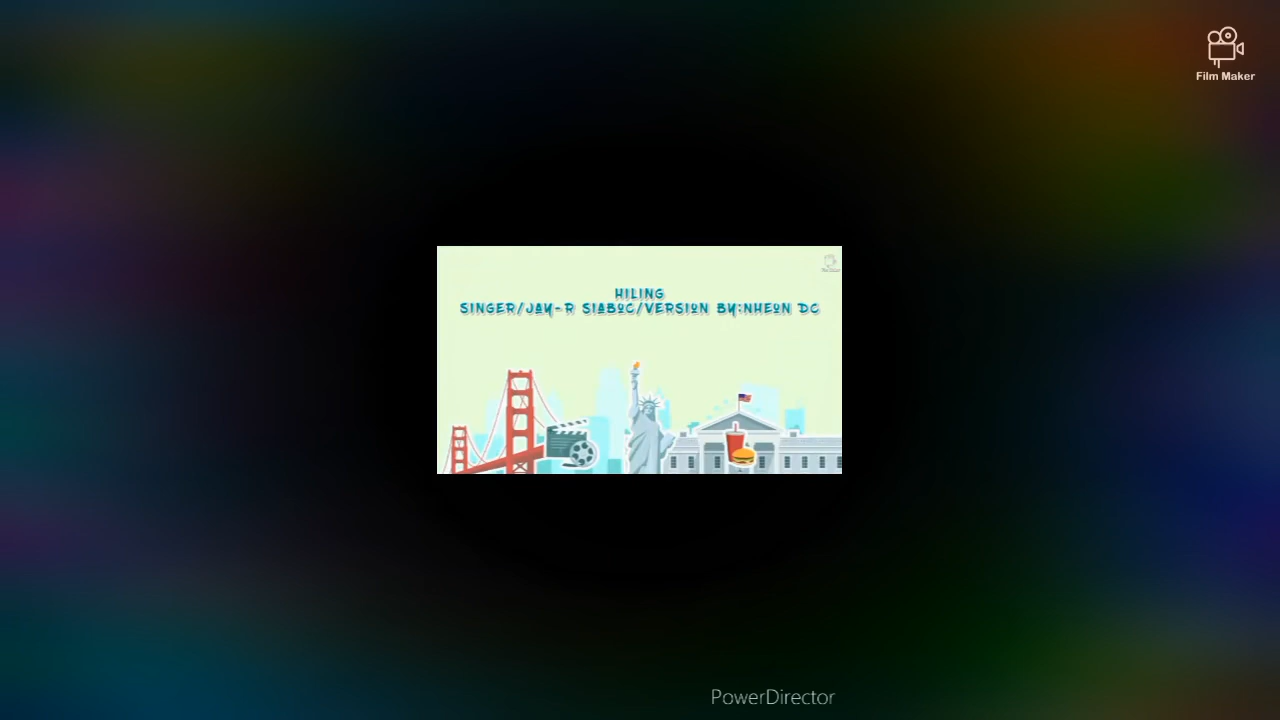 Film Maker
HILING
SINGER/JAY-R SIABOC/VERSION BY:NHEON DC
PowerDirector